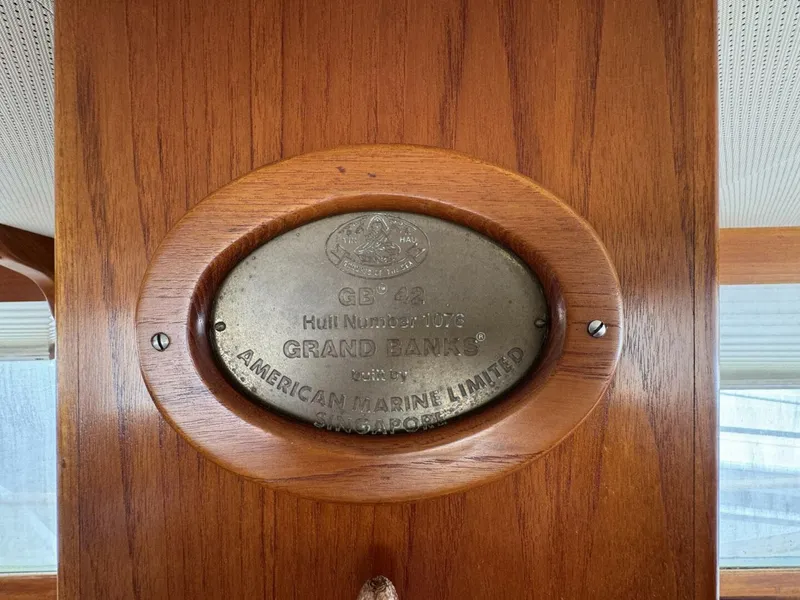 GB® 42
Hull Number 1076
GRAND BANKS®
built by
AMERICAN MARINE LIMITED
SINGAPORE